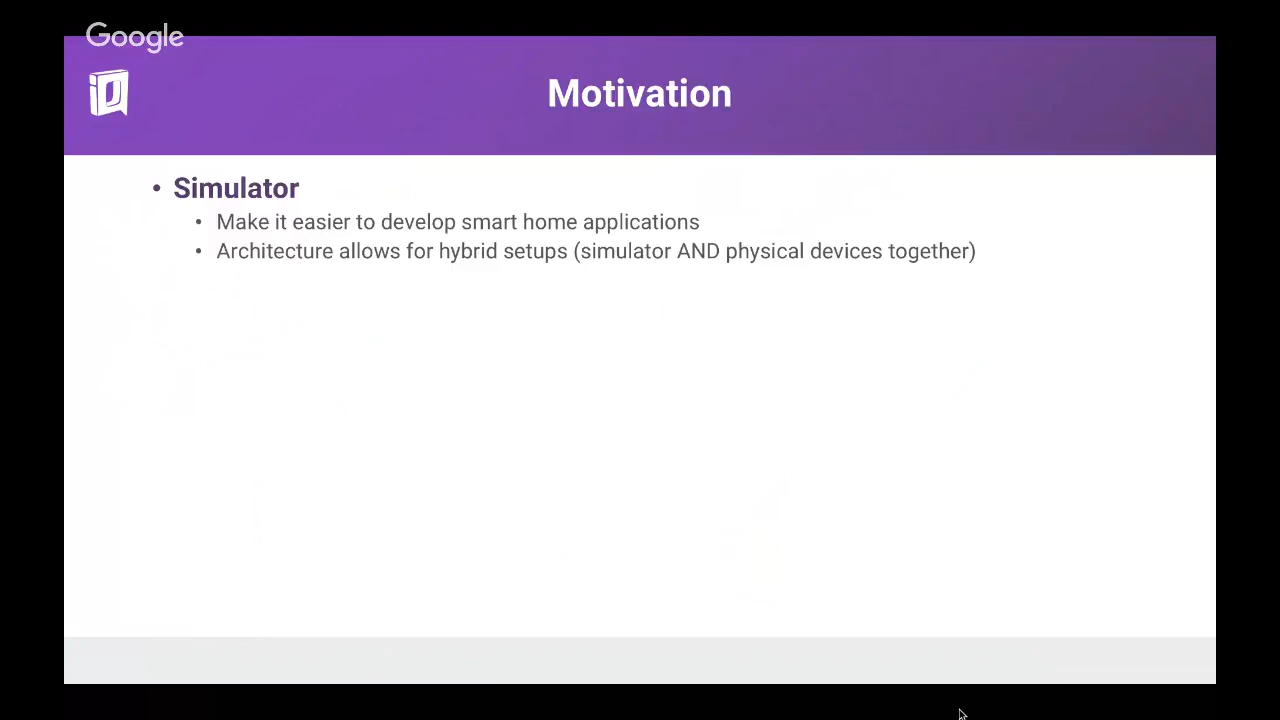 Google
Motivation
• Simulator
• Make it easier to develop smart home applications
• Architecture allows for hybrid setups (simulator AND physical devices together)